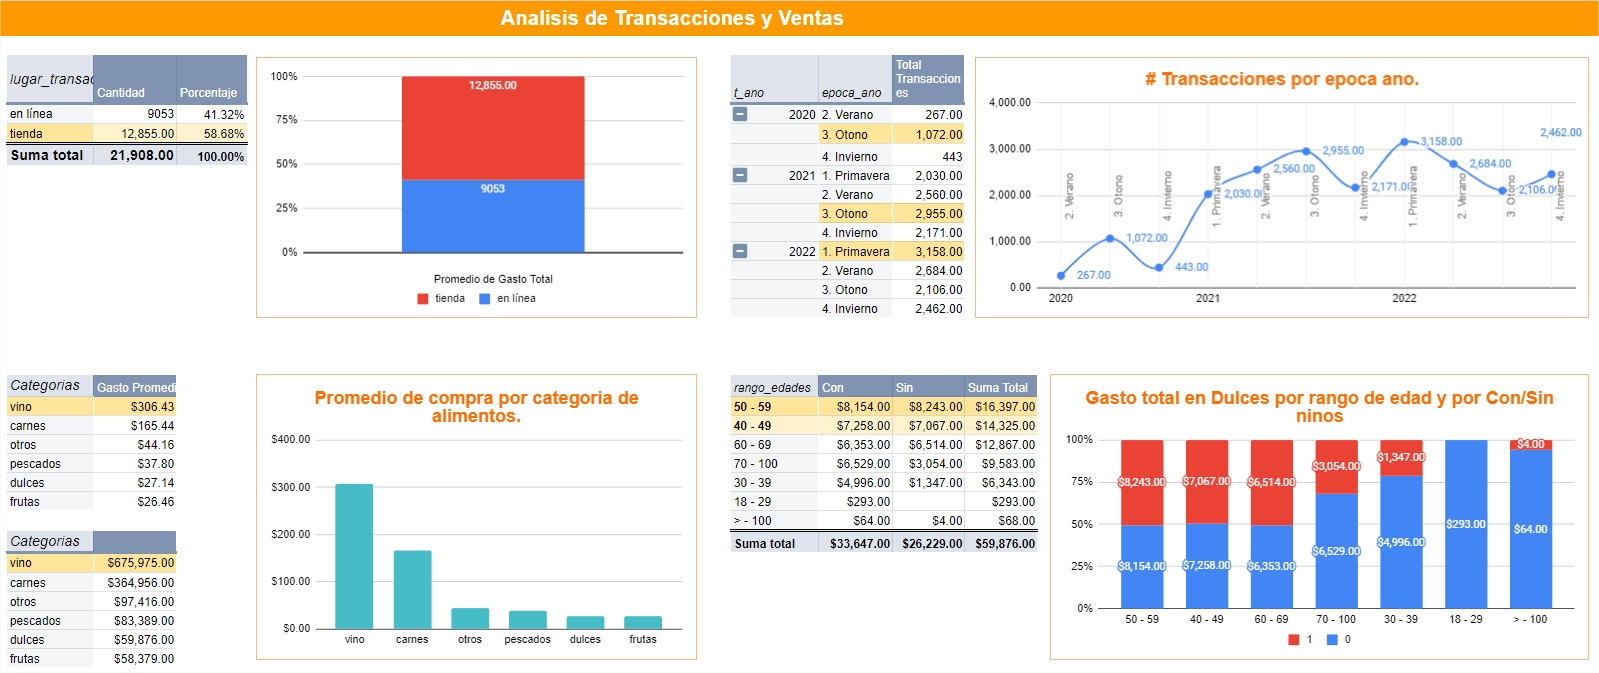 Analisis de Transacciones y Ventas
lugar_transac Cantidad Porcentaje
en línea 9053 41.32%
tienda 12,855.00 58.68%
Suma total 21,908.00 100.00%
100%
75%
50%
25%
0%
12,855.00
9053
Promedio de Gasto Total
tienda en línea
t_ano epoca_ano Total Transaccion
es
2020 2. Verano 267.00
3. Otono 1,072.00
4. Invierno 443
2021 1. Primavera 2,030.00
2. Verano 2,560.00
3. Otono 2,955.00
4. Invierno 2,171.00
2022 1. Primavera 3,158.00
2. Verano 2,684.00
3. Otono 2,106.00
4. Invierno 2,462.00
# Transacciones por epoca ano.
4,000.00
3,000.00
2,000.00
1,000.00
0.00
267.00
1,072.00
443.00
2,030.00
2,560.00
2,955.00
2,171.00
3,158.00
2,684.00
2,106.00
2,462.00
2. Verano
3. Otono
4. Invierno
1. Primavera
2. Verano
3. Otono
4. Invierno
1. Primavera
2. Verano
3. Otono
4. Invierno
2020 2021 2022
Categorias Gasto Promedi
vino $306.43
carnes $165.44
otros $44.16
pescados $37.80
dulces $27.14
frutas $26.46
Categorias
vino $675,975.00
carnes $364,956.00
otros $97,416.00
pescados $83,389.00
dulces $59,876.00
frutas $58,379.00
Promedio de compra por categoria de
alimentos.
$400.00
$300.00
$200.00
$100.00
$0.00
vino carnes otros pescados dulces frutas
rango_edades Con Sin Suma Total
50 - 59 $8,154.00 $8,243.00 $16,397.00
40 - 49 $7,258.00 $7,067.00 $14,325.00
60 - 69 $6,353.00 $6,514.00 $12,867.00
70 - 100 $6,529.00 $3,054.00 $9,583.00
30 - 39 $4,996.00 $1,347.00 $6,343.00
18 - 29 $293.00 $293.00
> - 100 $64.00 $4.00 $68.00
Suma total $33,647.00 $26,229.00 $59,876.00
Gasto total en Dulces por rango de edad y por Con/Sin
ninos
100%
75%
50%
25%
0%
$8,243.00 $7,067.00 $6,514.00 $3,054.00 $1,347.00 $4.00
$8,154.00 $7,258.00 $6,353.00 $6,529.00 $4,996.00 $293.00 $64.00
50 - 59 40 - 49 60 - 69 70 - 100 30 - 39 18 - 29 > - 100
1 0